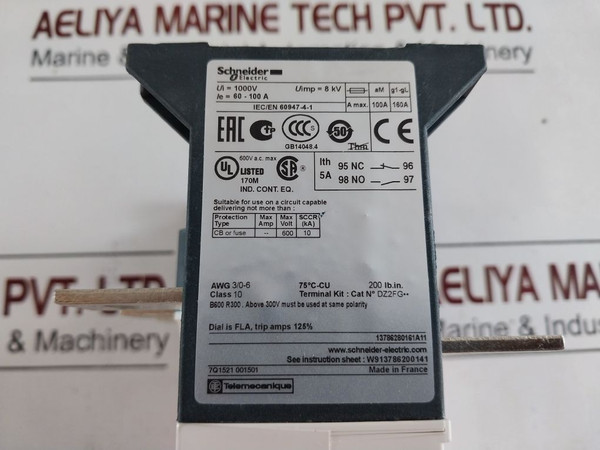 AELIYA MARINE TECH PVT. LTD.
Marine &
Schneider
Electric
Ui = 1000V
Uimp = 8 kV
Ie = 60 - 100 A
aM
g1-gL
A max.
100A
160A
IEC/EN 60947-4-1
EAC
CCC
50
CE
GB14048.4
600V a.c. max
UL
LISTED
170M
SA
IND. CONT. EQ.
Ith
5A
95 NC
96
98 NO
97
Suitable for use on a circuit capable
delivering not more than :
Protection Type
Max Amp
Max Volt
SCCR (kA)
CB or fuse
--
600
10
AWG 3/0-6
75°C-CU
200 lb.in.
Class 10
Terminal Kit : Cat N° DZ2FG••
B600 R300 . Above 300V must be used at same polarity
Dial is FLA, trip amps 125%
13786280161A11
www.schneider-electric.com
See instruction sheet : W913786200141
7Q1521 001501
Made in France
Telemecanique
PVT. LTD
& Machinery
AELIYA MARIN
Marine & Indus